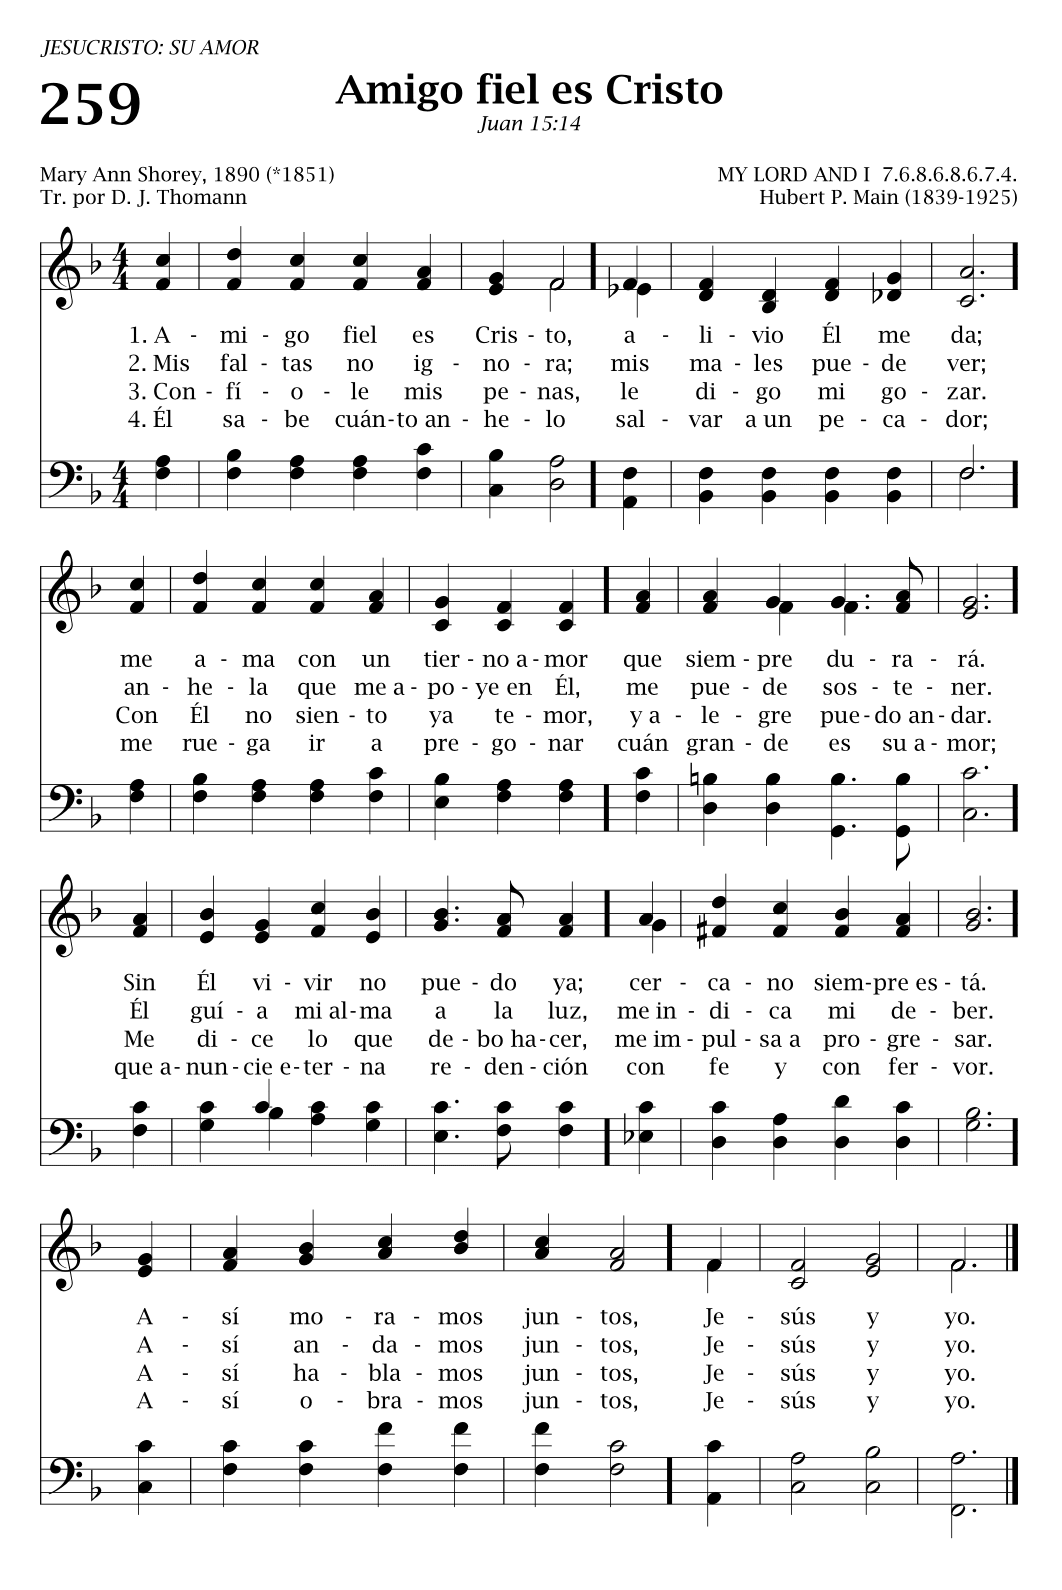 JESUCRISTO: SU AMOR
259
Amigo fiel es Cristo
Juan 15:14
Mary Ann Shorey, 1890 (*1851)
MY LORD AND I 7.6.8.6.8.6.7.4.
Tr. por D. J. Thomann
Hubert P. Main (1839-1925)
1. A - mi - go fiel es Cris - to, a - li - vio Él me da;
2. Mis fal - tas no ig - no - ra; mis ma - les pue - de ver;
3. Con - fí - o - le mis pe - nas, le di - go mi go - zar.
4. Él sa - be cuán - to an - he - lo sal - var a un pe - ca - dor;
me a - ma con un tier - no a - mor que siem - pre du - ra - rá.
an - he - la que me a - po - ye en Él, me pue - de sos - te - ner.
Con Él no sien - to ya te - mor, y a - le - gre pue - do an - dar.
me rue - ga ir a pre - go - nar cuán gran - de es su a - mor;
Sin Él vi - vir no pue - do ya; cer - ca - no siem - pre es - tá.
Él guí - a mi al - ma a la luz, me in - di - ca mi de - ber.
Me di - ce lo que de - bo ha - cer, me im - pul - sa a pro - gre - sar.
que a - nun - cie e - ter - na re - den - ción con fe y con fer - vor.
A - sí mo - ra - mos jun - tos, Je - sús y yo.
A - sí an - da - mos jun - tos, Je - sús y yo.
A - sí ha - bla - mos jun - tos, Je - sús y yo.
A - sí o - bra - mos jun - tos, Je - sús y yo.